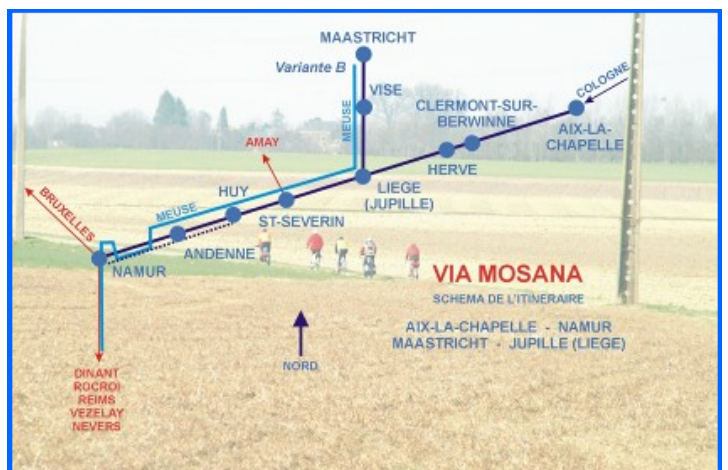 MAASTRICHT
Variante B
VISE
MEUSE
COLOGNE
CLERMONT-SUR-
BERWINNE
AIX-LA-
CHAPELLE
HERVE
AMAY
LIEGE
(JUPILLE)
HUY
MEUSE
ST-SEVERIN
BRUXELLES
ANDENNE
NAMUR
VIA MOSANA
SCHEMA DE L'ITINERAIRE
AIX-LA-CHAPELLE - NAMUR
MAASTRICHT - JUPILLE (LIEGE)
NORD
DINANT
ROCROI
REIMS
VEZELAY
NEVERS